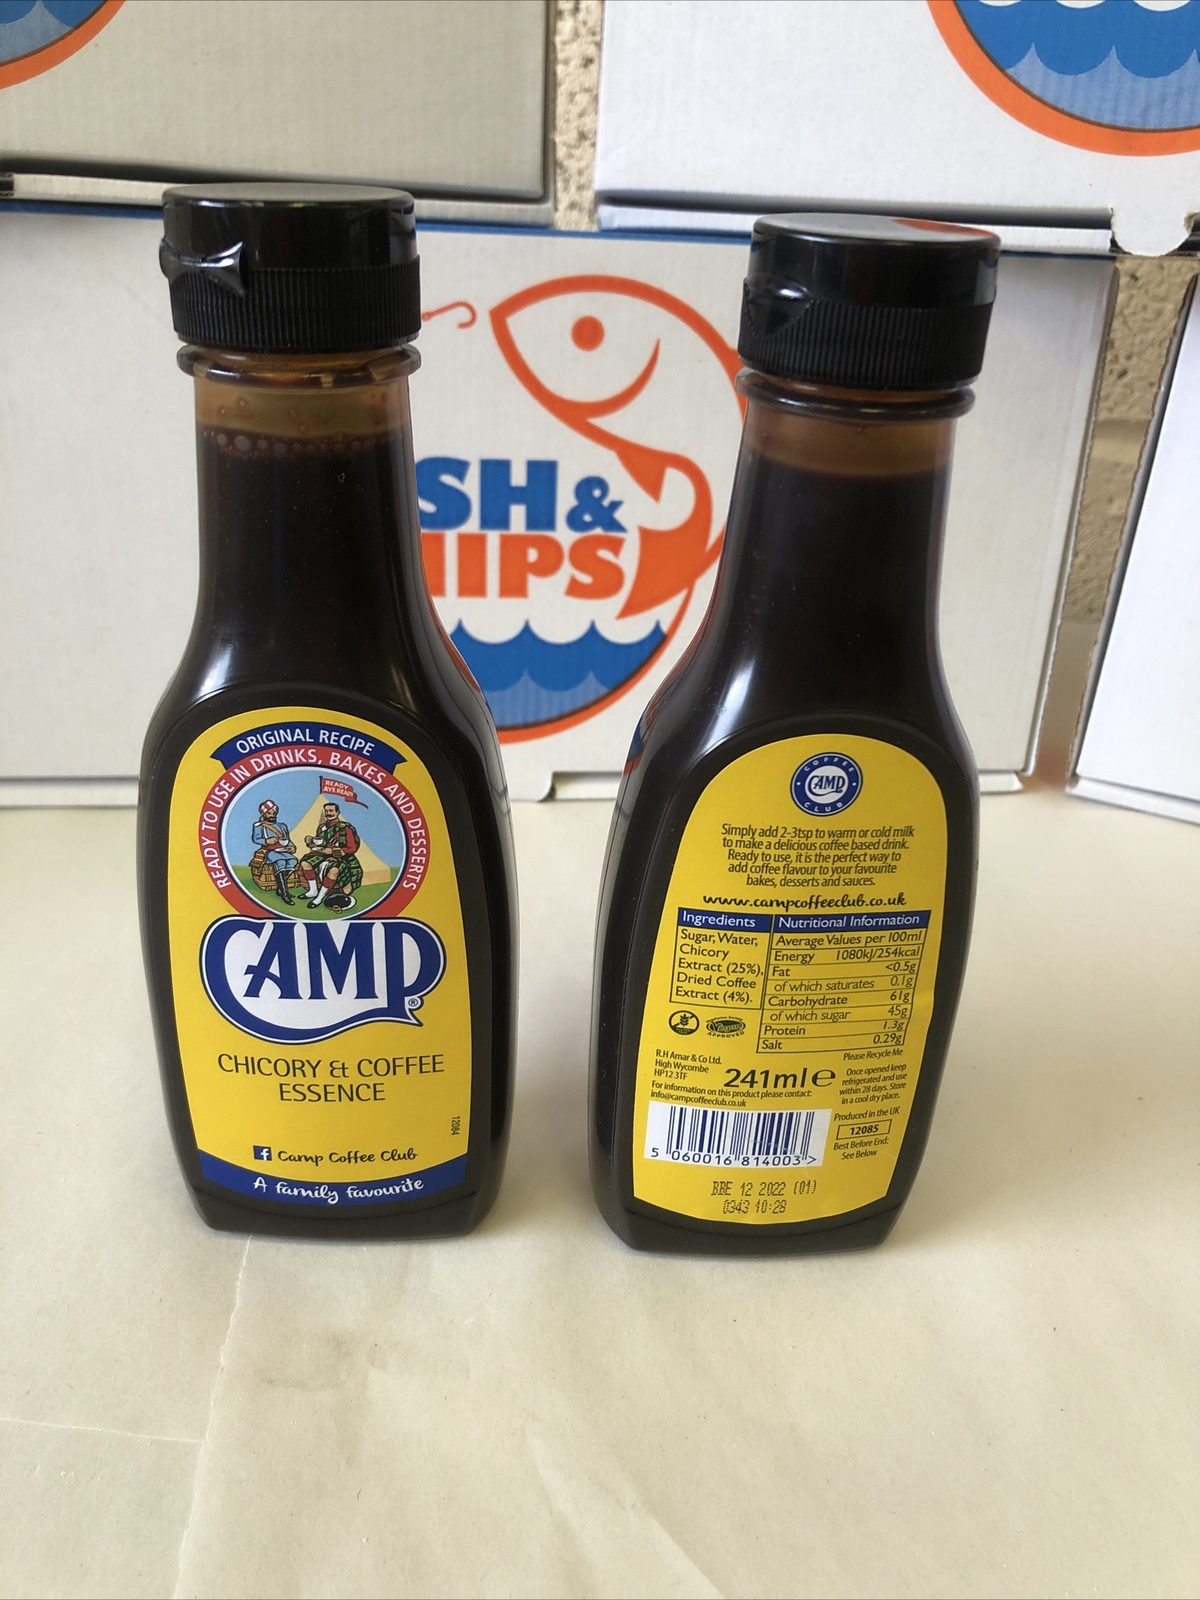 SH&
HIPS
ORIGINAL RECIPE
READY TO USE IN DRINKS, BAKES AND DESSERTS
READY
AYE READY
CAMP®
CHICORY & COFFEE
ESSENCE
12084
f Camp Coffee Club
A family favourite
COFFEE
CAMP
CLUB
Simply add 2-3tsp to warm or cold milk
to make a delicious coffee based drink.
Ready to use, it is the perfect way to
add coffee flavour to your favourite
bakes, desserts and sauces.
www.campcoffeeclub.co.uk
Ingredients
Sugar, Water,
Chicory
Extract (25%),
Dried Coffee
Extract (4%).
Nutritional Information
Average Values per 100ml
Energy 1080kJ/254kcal
Fat <0.5g
of which saturates 0.1g
Carbohydrate 61g
of which sugar 45g
Protein 1.3g
Salt 0.29g
Vegan
APPROVED
Please Recycle Me
R.H Amar & Co Ltd.
High Wycombe
HP12 3TF
241ml e
For information on this product please contact:
info@campcoffeeclub.co.uk
Once opened keep
refrigerated and use
within 28 days. Store
in a cool dry place.
Produced in the UK
12085
Best Before End:
See Below
5 060016 814003 >
BBE 12 2022 (01)
0343 10:28